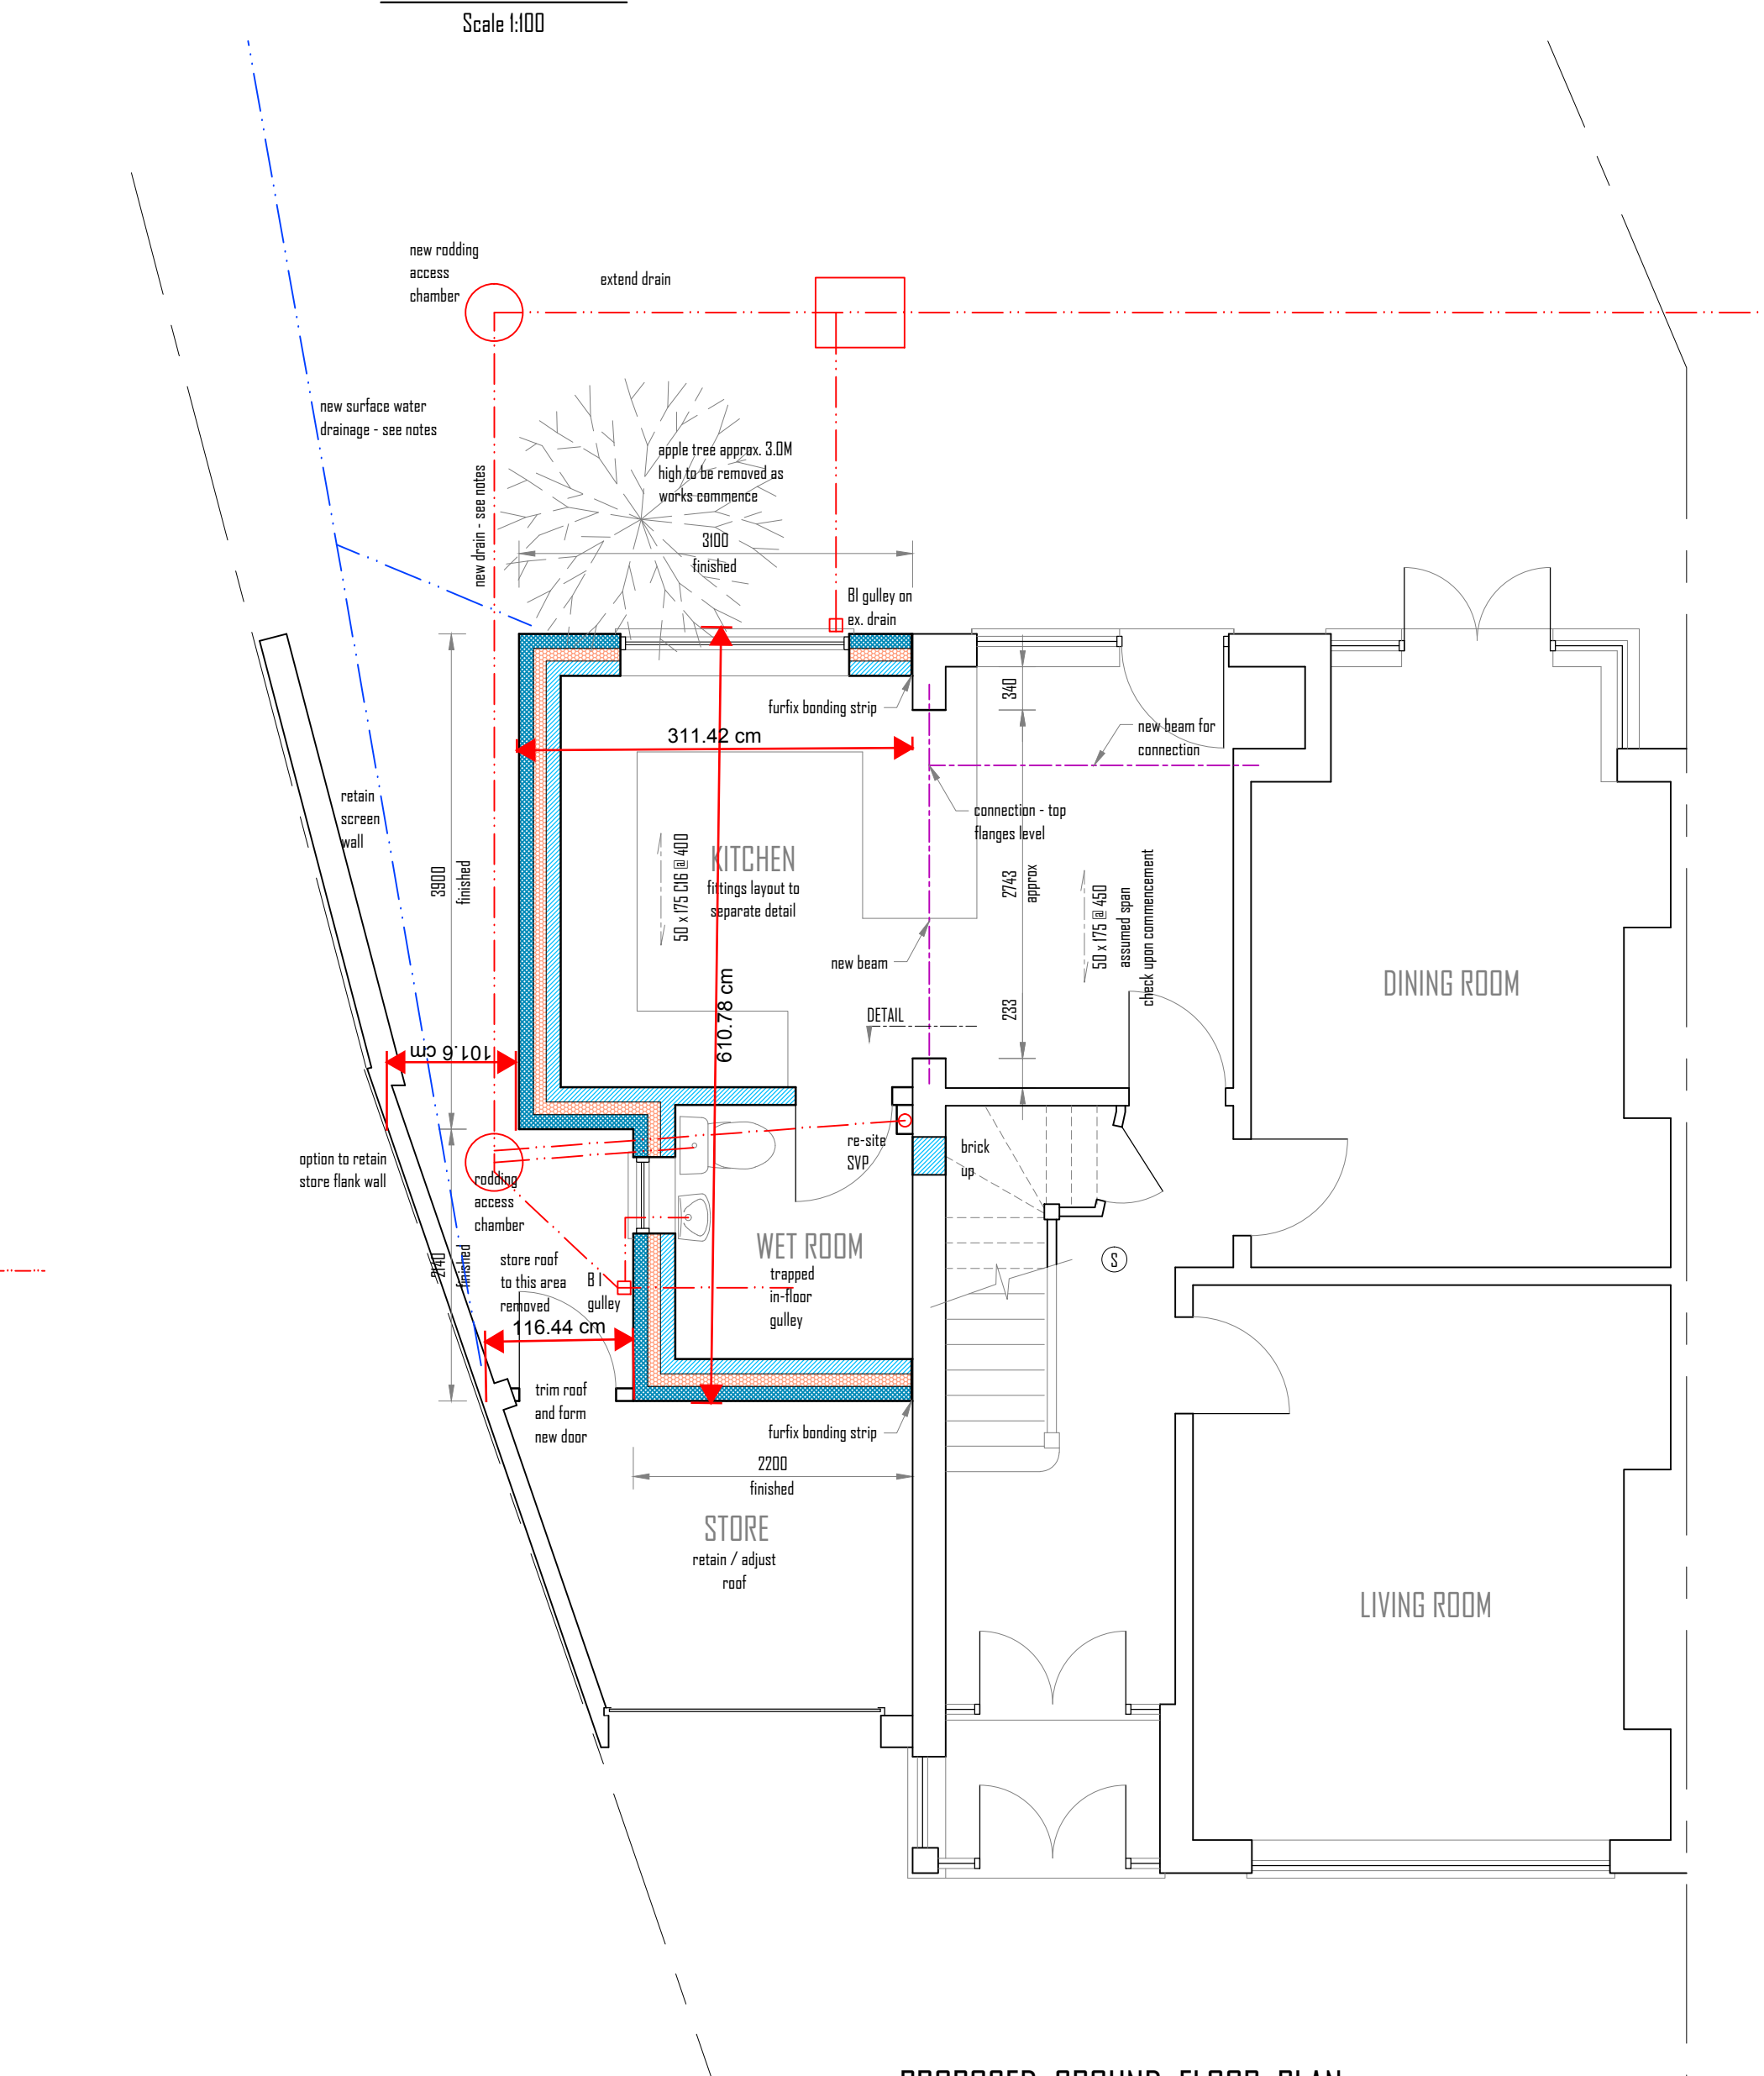 Scale 1:100
new rodding
access
chamber
extend drain
new surface water
drainage - see notes
new drain - see notes
apple tree approx. 3.0M
high to be removed as
works commence
3100
finished
BI gulley on
ex. drain
furfix bonding strip
340
311.42 cm
new beam for
connection
retain
screen
wall
connection - top
flanges level
3900
finished
50 x 175 C16 @ 400
KITCHEN
fittings layout to
separate detail
2743
approx
50 x 175 @ 450
assumed span
check upon commencement
new beam
DINING ROOM
610.78 cm
233
DETAIL
101.6 cm
option to retain
store flank wall
re-site
SVP
brick
up
rodding
access
chamber
2140
finished
WET ROOM
trapped
in-floor
gulley
S
store roof
to this area
removed
B I
gulley
116.44 cm
trim roof
and form
new door
furfix bonding strip
2200
finished
STORE
retain / adjust
roof
LIVING ROOM
PROPOSED GROUND FLOOR PLAN